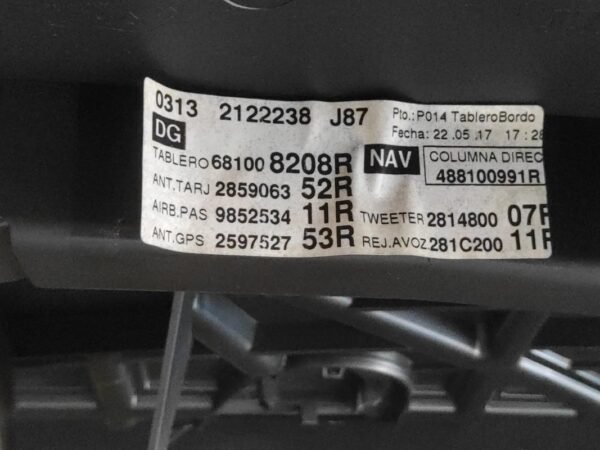 0313 2122238 J87 Pto.: P014 TableroBordo
DG Fecha: 22 .05 .17 17 : 28
TABLERO 68100 8208R NAV COLUMNA DIREC
ANT.TARJ 2859063 52R 488100991R
AIRB.PAS 9852534 11R TWEETER 2814800 07R
ANT.GPS 2597527 53R REJ.AVOZ 281C200 11R